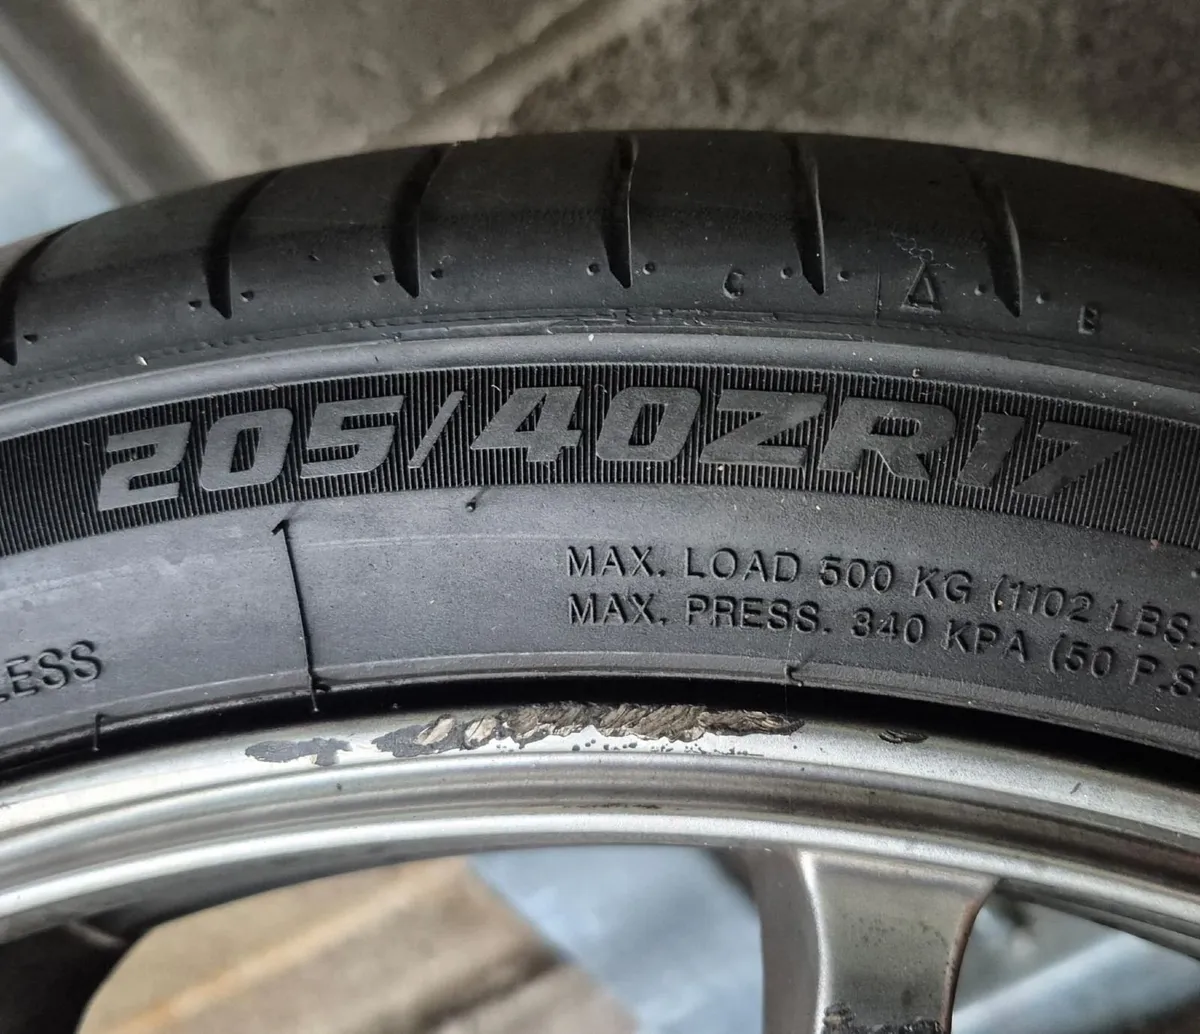 C
Δ
B
205/40ZR17
MAX. LOAD 500 KG (1102 LBS.
MAX. PRESS. 340 KPA (50 P.S
LESS